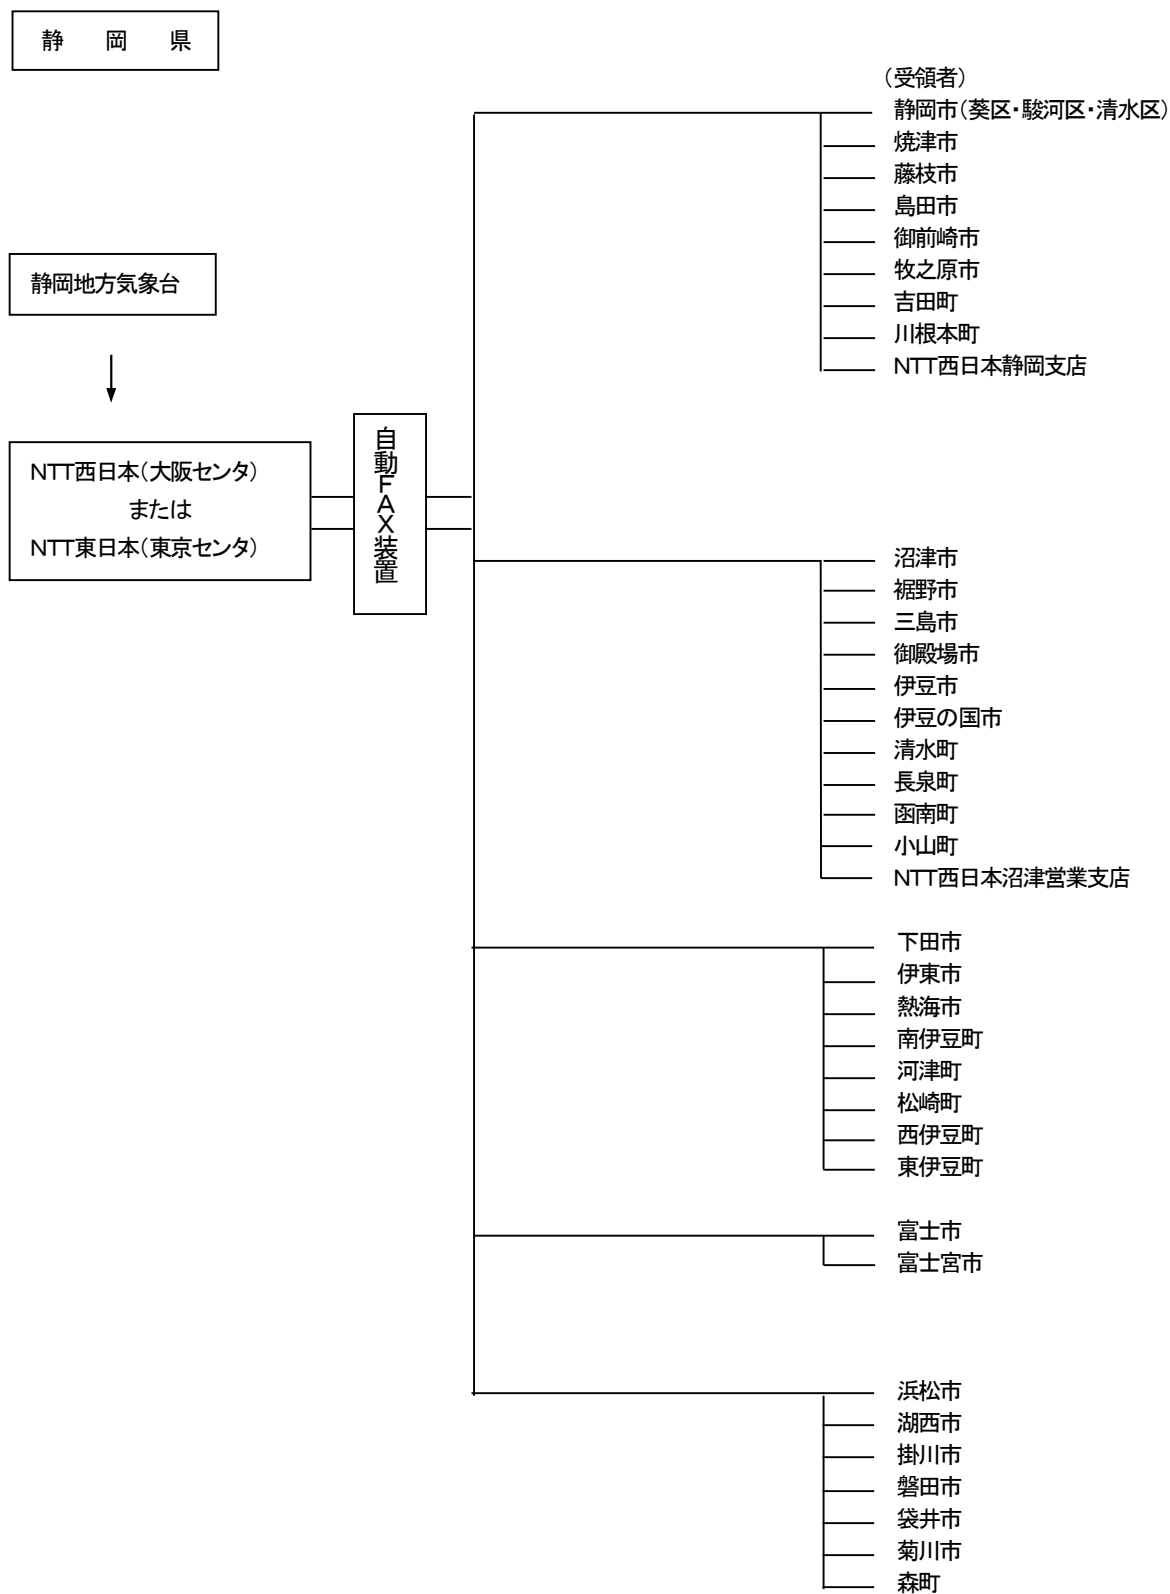 静　岡　県
（受領者）
静岡市（葵区・駿河区・清水区）
焼津市
藤枝市
島田市
御前崎市
牧之原市
吉田町
川根本町
NTT西日本静岡支店
静岡地方気象台
NTT西日本（大阪センタ）
または
NTT東日本（東京センタ）
自動FAX装置
沼津市
裾野市
三島市
御殿場市
伊豆市
伊豆の国市
清水町
長泉町
函南町
小山町
NTT西日本沼津営業支店
下田市
伊東市
熱海市
南伊豆町
河津町
松崎町
西伊豆町
東伊豆町
富士市
富士宮市
浜松市
湖西市
掛川市
磐田市
袋井市
菊川市
森町